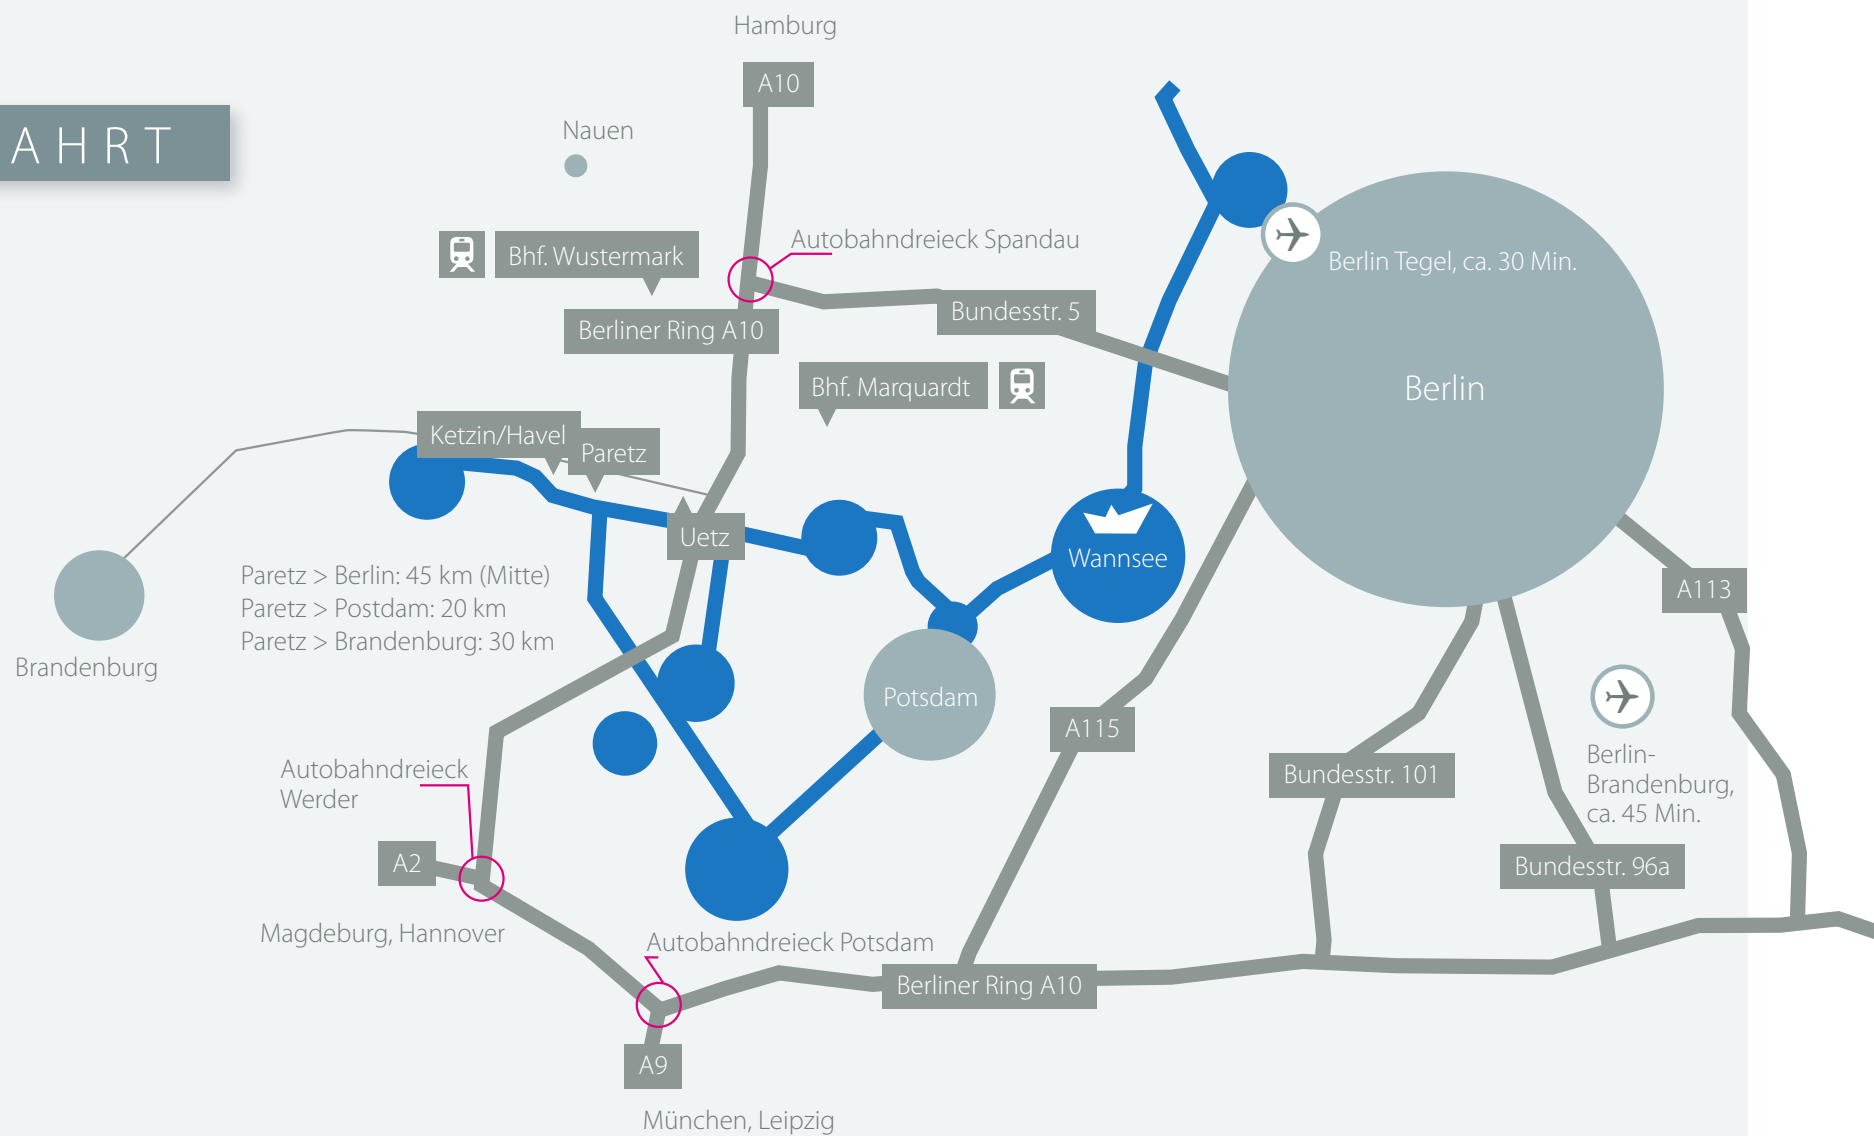 Hamburg
A10
AHRT
Nauen
Autobahndreieck Spandau
Bhf. Wustermark
Berlin Tegel, ca. 30 Min.
Bundesstr. 5
Berliner Ring A10
Bhf. Marquardt
Berlin
Ketzin/Havel
Paretz
Uetz
Wannsee
Paretz > Berlin: 45 km (Mitte)
Paretz > Postdam: 20 km
Paretz > Brandenburg: 30 km
A113
Brandenburg
Potsdam
A115
Autobahndreieck
Werder
Bundesstr. 101
Berlin-
Brandenburg,
ca. 45 Min.
A2
Bundesstr. 96a
Magdeburg, Hannover
Autobahndreieck Potsdam
Berliner Ring A10
A9
München, Leipzig